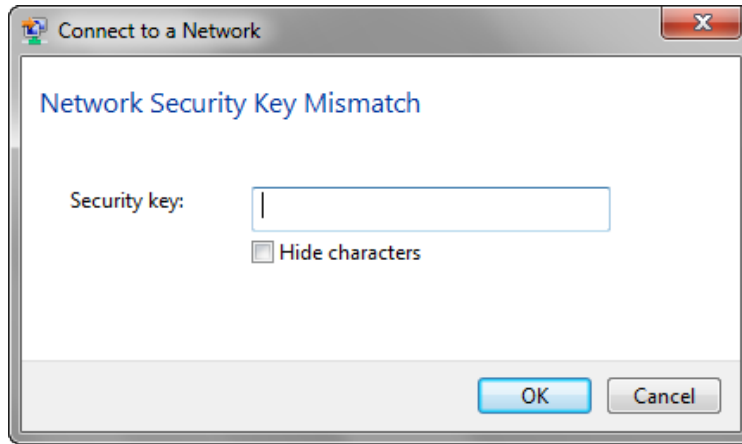 Connect to a Network
Network Security Key Mismatch
Security key:
Hide characters
OK Cancel